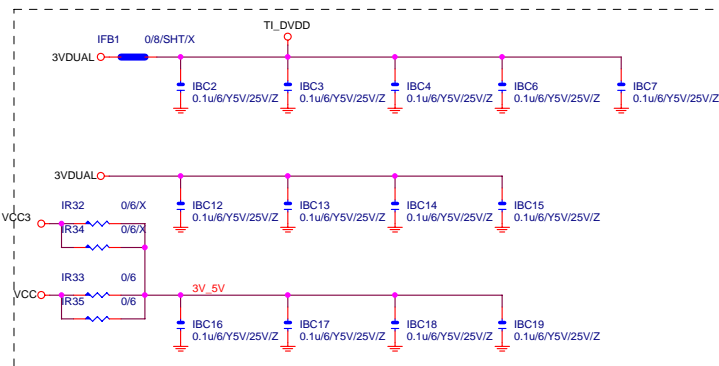 TI_DVDD
IFB1 0/8/SHT/X
3VDUAL
IBC2 IBC3 IBC4 IBC6 IBC7
0.1u/6/Y5V/25V/Z 0.1u/6/Y5V/25V/Z 0.1u/6/Y5V/25V/Z 0.1u/6/Y5V/25V/Z 0.1u/6/Y5V/25V/Z
3VDUAL
IR32 0/6/X
IBC12 IBC13 IBC14 IBC15
0.1u/6/Y5V/25V/Z 0.1u/6/Y5V/25V/Z 0.1u/6/Y5V/25V/Z 0.1u/6/Y5V/25V/Z
VCC3
IR34 0/6/X
IR33 0/6
3V_5V
VCC
IR35 0/6
IBC16 IBC17 IBC18 IBC19
0.1u/6/Y5V/25V/Z 0.1u/6/Y5V/25V/Z 0.1u/6/Y5V/25V/Z 0.1u/6/Y5V/25V/Z